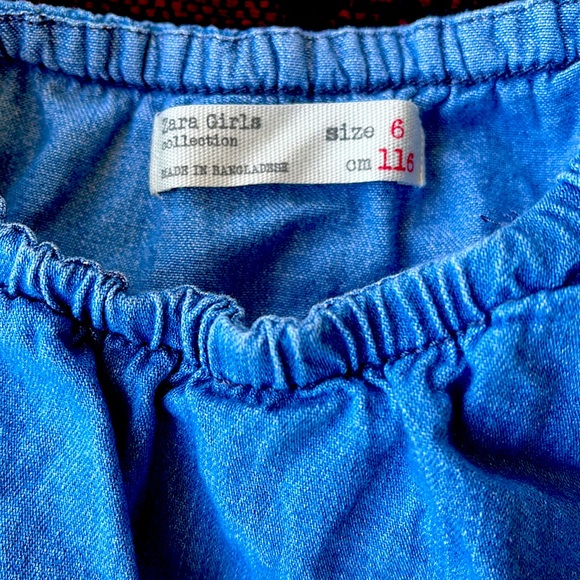 Zara Girls
collection
MADE IN BANGLADESH
size 6
cm 116